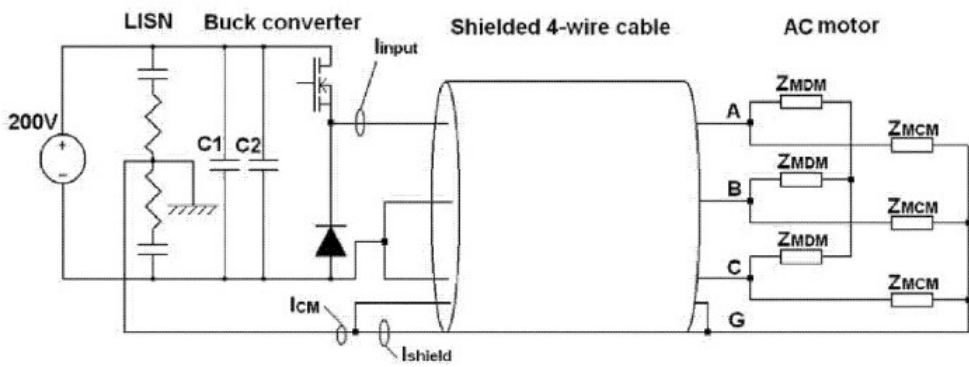 LISN Buck converter Shielded 4-wire cable AC motor
Iinput
ZMDM
A
ZMCM
200V
C1 C2
ZMDM
B
ZMCM
ZMDM
C
ZMCM
ICM
G
Ishield